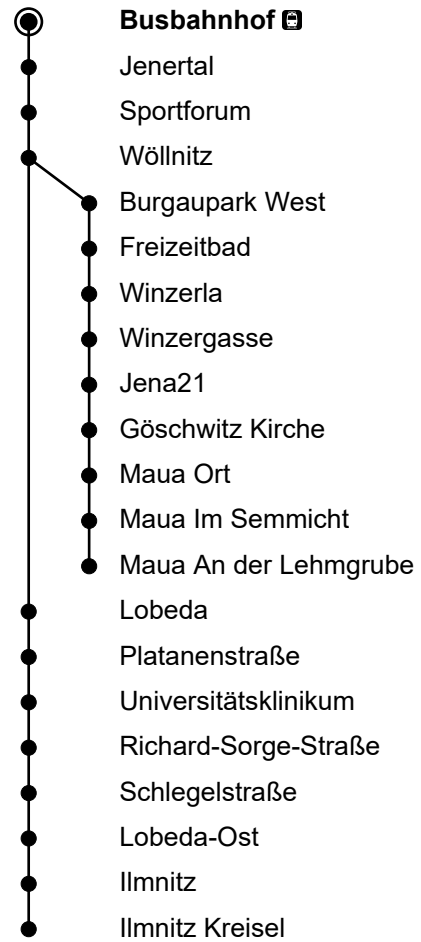 Busbahnhof
Jenertal
Sportforum
Wöllnitz
Burgaupark West
Freizeitbad
Winzerla
Winzergasse
Jena21
Göschwitz Kirche
Maua Ort
Maua Im Semmicht
Maua An der Lehmgrube
Lobeda
Platanenstraße
Universitätsklinikum
Richard-Sorge-Straße
Schlegelstraße
Lobeda-Ost
Ilmnitz
Ilmnitz Kreisel